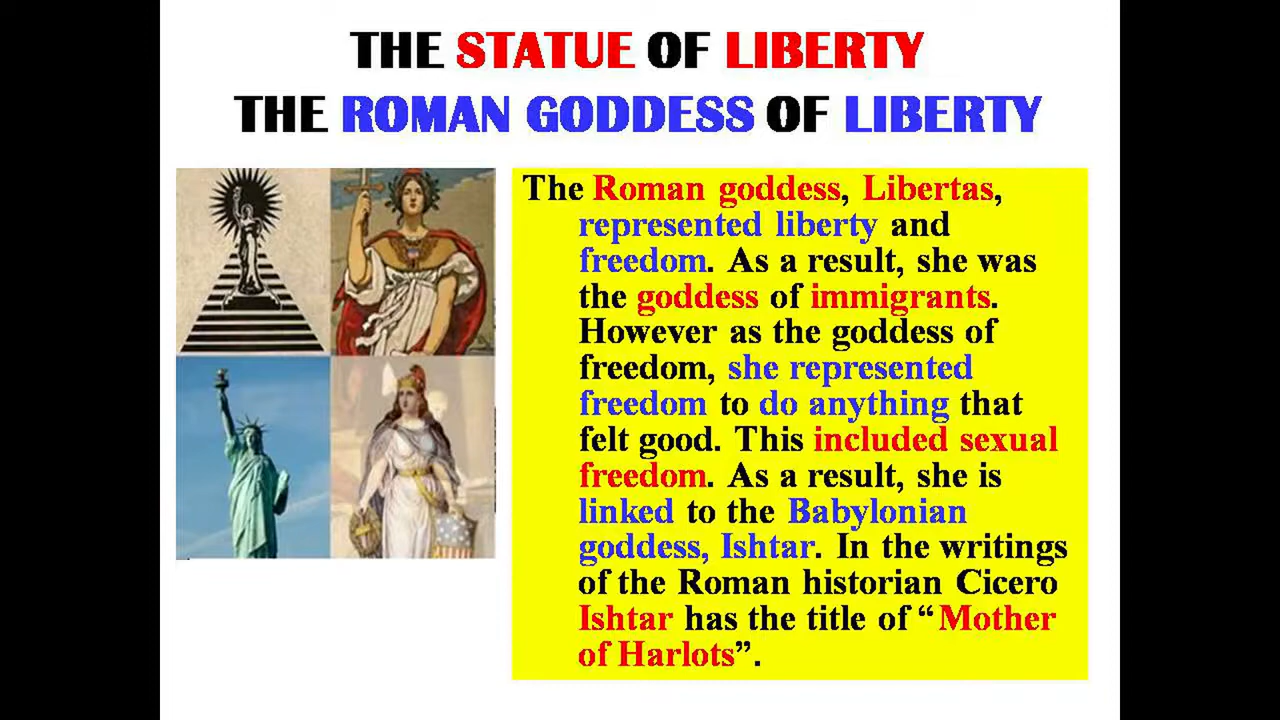 THE STATUE OF LIBERTY
THE ROMAN GODDESS OF LIBERTY
The Roman goddess, Libertas,
represented liberty and
freedom. As a result, she was
the goddess of immigrants.
However as the goddess of
freedom, she represented
freedom to do anything that
felt good. This included sexual
freedom. As a result, she is
linked to the Babylonian
goddess, Ishtar. In the writings
of the Roman historian Cicero
Ishtar has the title of “Mother
of Harlots”.